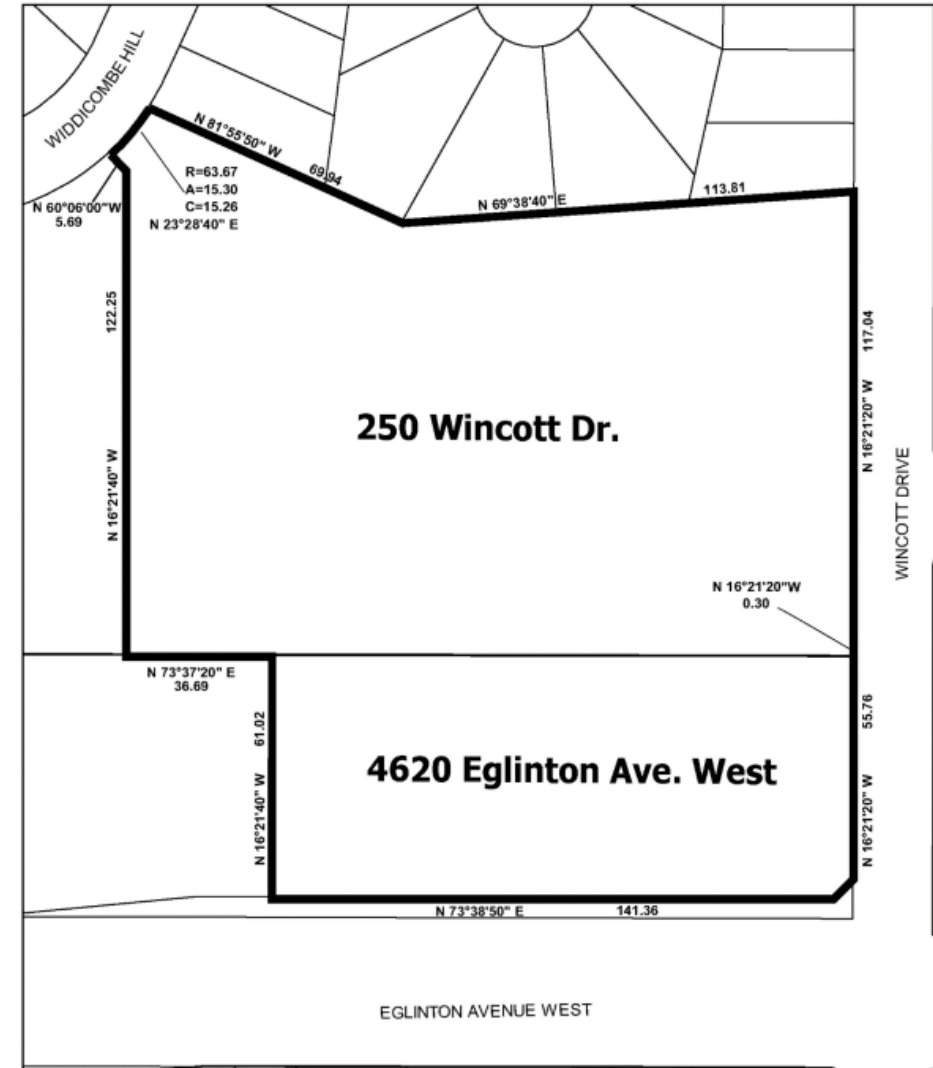 WIDDICOMBE HILL
N 81°55'50" W
69.94
R=63.67
A=15.30
C=15.26
N 23°28'40" E
N 60°06'00"W
5.69
N 69°38'40" E
113.81
122.25
N 16°21'40" W
117.04
N 16°21'20" W
250 Wincott Dr.
WINCOTT DRIVE
N 16°21'20"W
0.30
N 73°37'20" E
36.69
61.02
N 16°21'40" W
4620 Eglinton Ave. West
55.76
N 16°21'20" W
N 73°38'50" E
141.36
EGLINTON AVENUE WEST